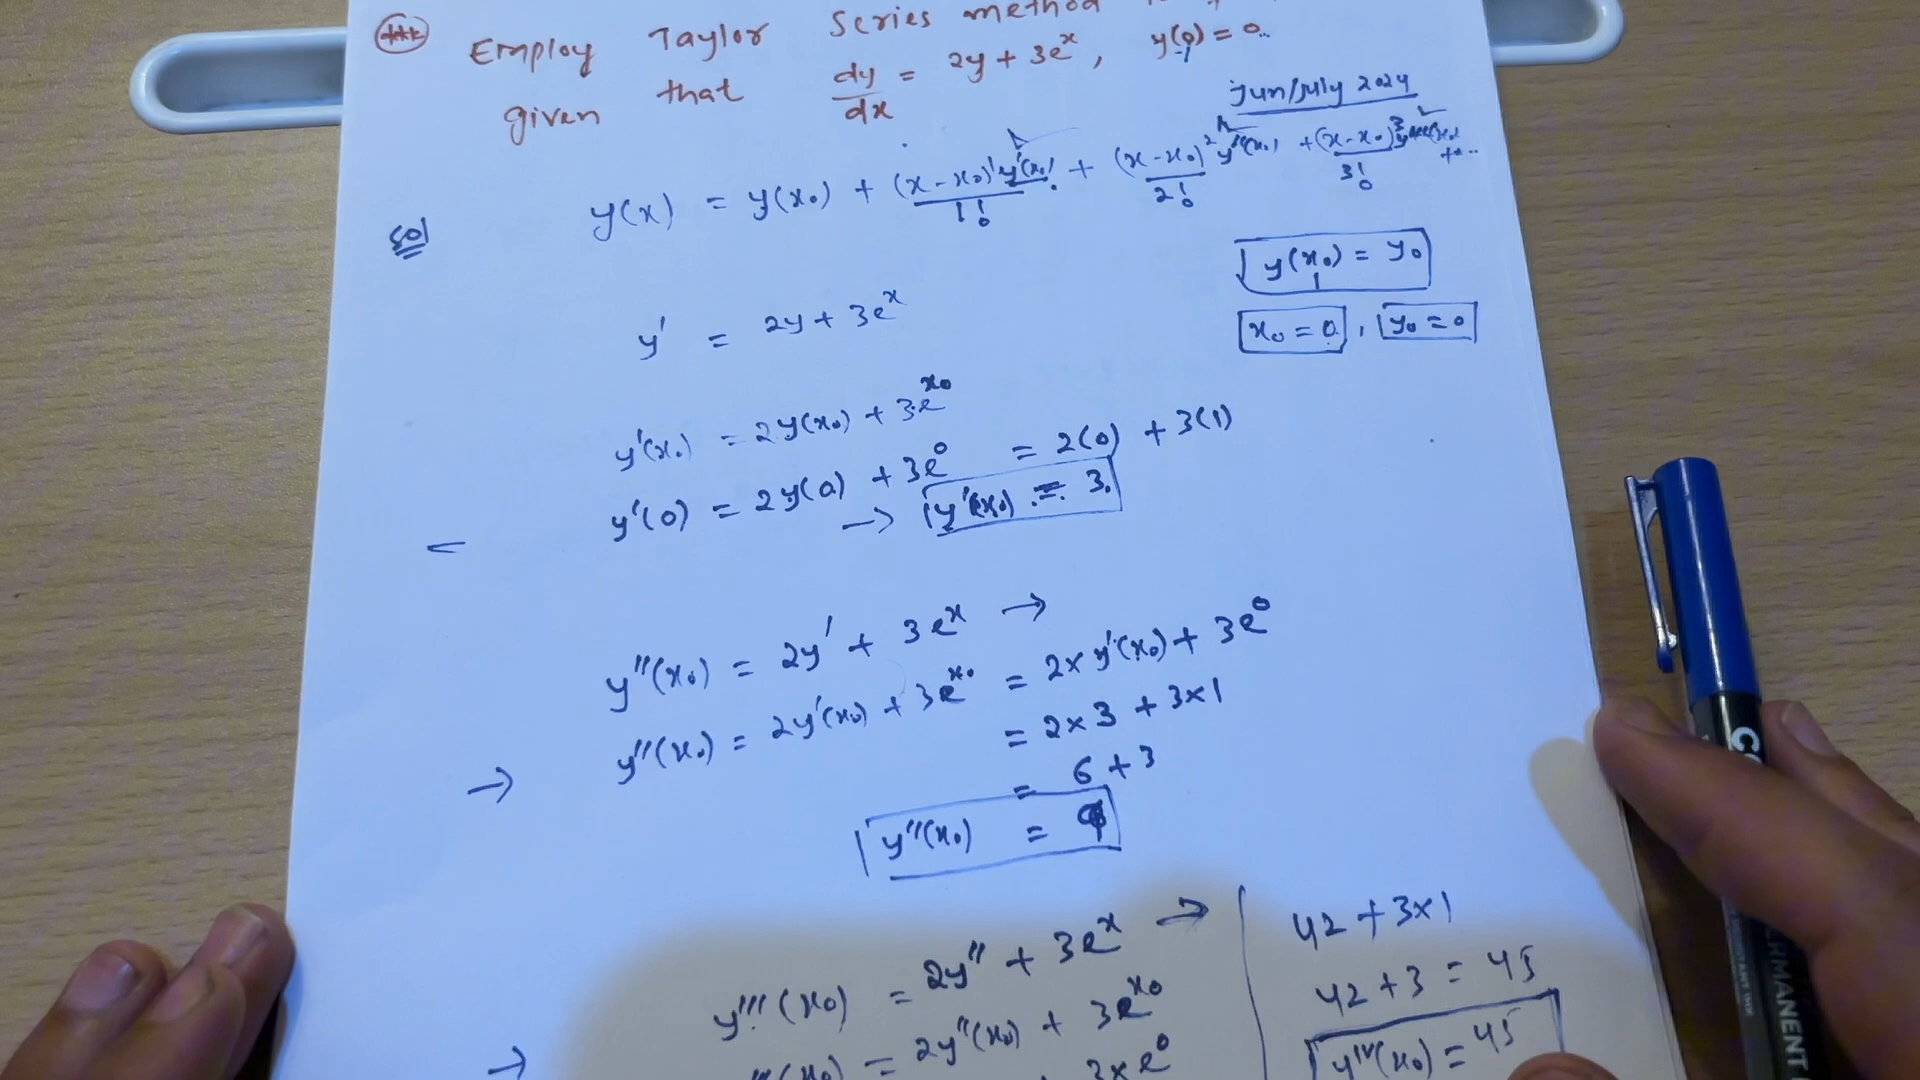 *** Employ Taylor Series method
given that dy/dx = 2y + 3e^x, y(0) = 0
Jun/July 2024
Sol y(x) = y(x₀) + (x-x₀)' y'(x₀)/1! + (x-x₀)² y''(x₀)/2! + (x-x₀)³/3!
y(x₀) = y₀
x₀ = 0, y₀ = 0
y' = 2y + 3e^x
y'(x₀) = 2y(x₀) + 3e^x₀
y'(0) = 2y(0) + 3e^0 = 2(0) + 3(1)
→ y'(x₀) = 3.
y''(x₀) = 2y' + 3e^x →
→ y''(x₀) = 2y'(x₀) + 3e^x₀ = 2x y'(x₀) + 3e^0
= 2x3 + 3x1
= 6 + 3
y''(x₀) = 9
y'''(x₀) = 2y'' + 3e^x →
→ = 2y''(x₀) + 3e^x₀
3xe^0
42 + 3x1
42 + 3 = 45
y^IV(x₀) = 45
CHMANENT